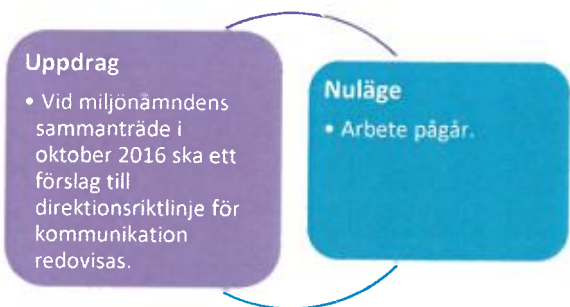 Uppdrag
• Vid miljönämndens
sammanträde i
oktober 2016 ska ett
förslag till
direktionsriktlinje för
kommunikation
redovisas.
Nuläge
• Arbete pågår.